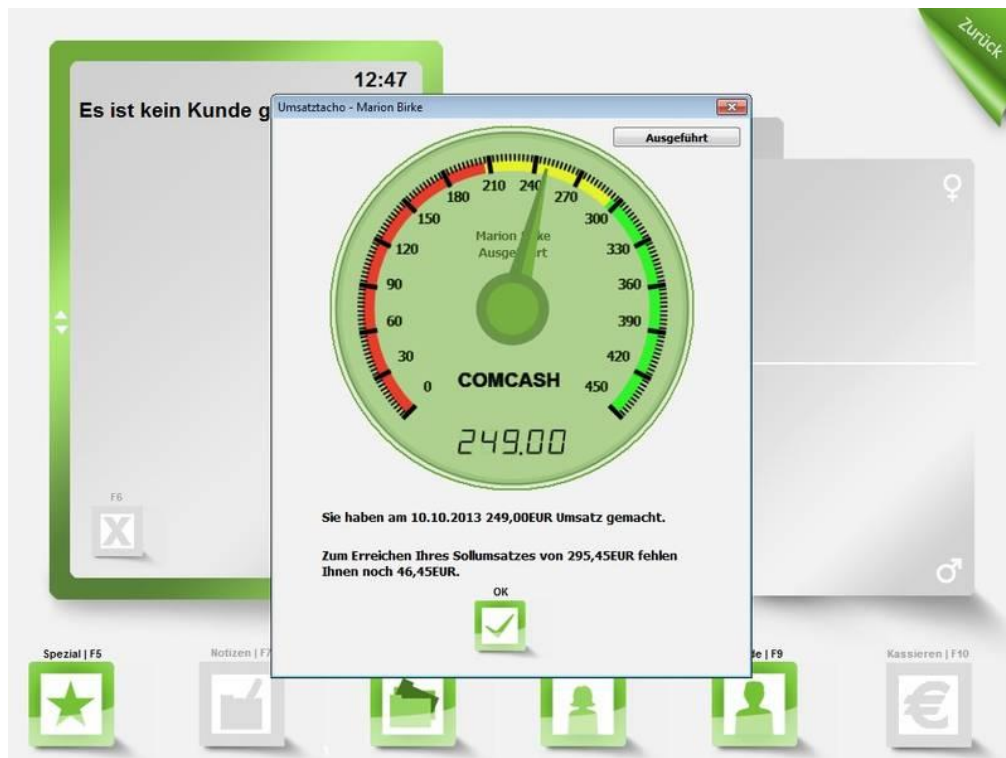 Zurück
12:47
Es ist kein Kunde g
Umsatztacho - Marion Birke
Ausgeführt
0
30
60
90
120
150
180
210
240
270
300
330
360
390
420
450
Marion
Ausge
COMCASH
249.00
Sie haben am 10.10.2013 249,00EUR Umsatz gemacht.
Zum Erreichen Ihres Sollumsatzes von 295,45EUR fehlen
Ihnen noch 46,45EUR.
OK
F6
X
Spezial | F5
Notizen | F7
de | F9
Kassieren | F10